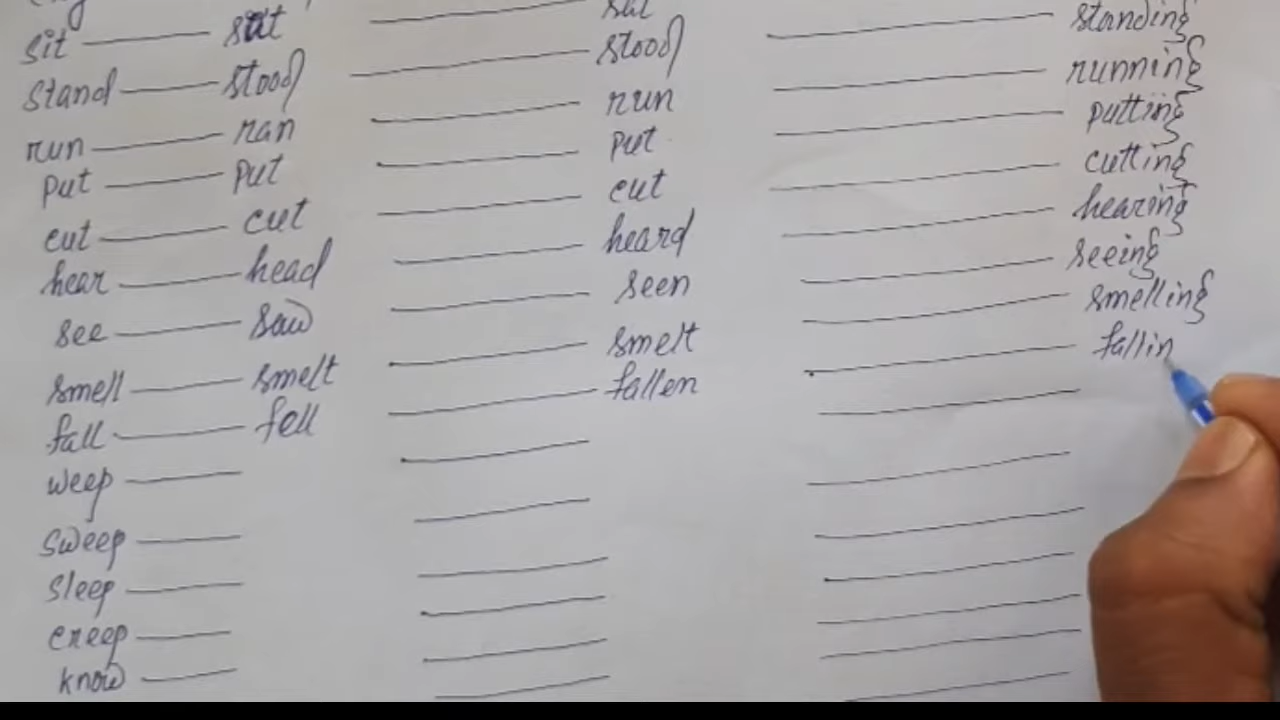 sit sat sat standing
stand stood stood running
run ran run putting
put put put cutting
cut cut cut hearing
hear head heard seeing
see saw seen smelling
smell smelt smelt fallin
fall fell fallen
weep
sweep
sleep
creep
know